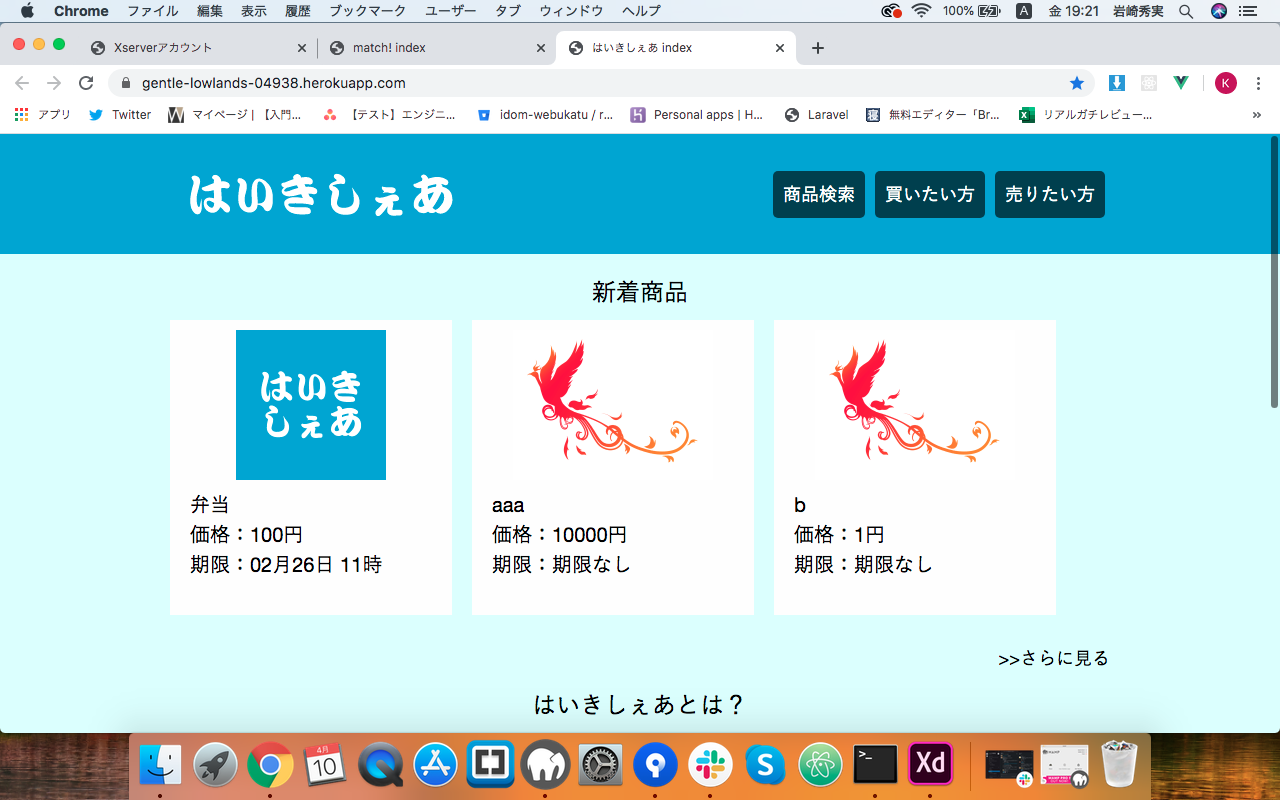 Chrome ファイル 編集 表示 履歴 ブックマーク ユーザー タブ ウィンドウ ヘルプ 100% A 金 19:21 岩崎秀実
Xserverアカウント match! index はいきしぇあ index
gentle-lowlands-04938.herokuapp.com K
アプリ Twitter マイページ | 【入門... 【テスト】エンジニ... idom-webukatu / r... Personal apps | H... Laravel 無料エディター「Br... リアルガチレビュー... »
はいきしぇあ 商品検索 買いたい方 売りたい方
新着商品
はいき
しぇあ
弁当
価格：100円
期限：02月26日 11時
aaa
価格：10000円
期限：期限なし
b
価格：1円
期限：期限なし
>>さらに見る
はいきしぇあとは？
4月
10
S
>_
Xd